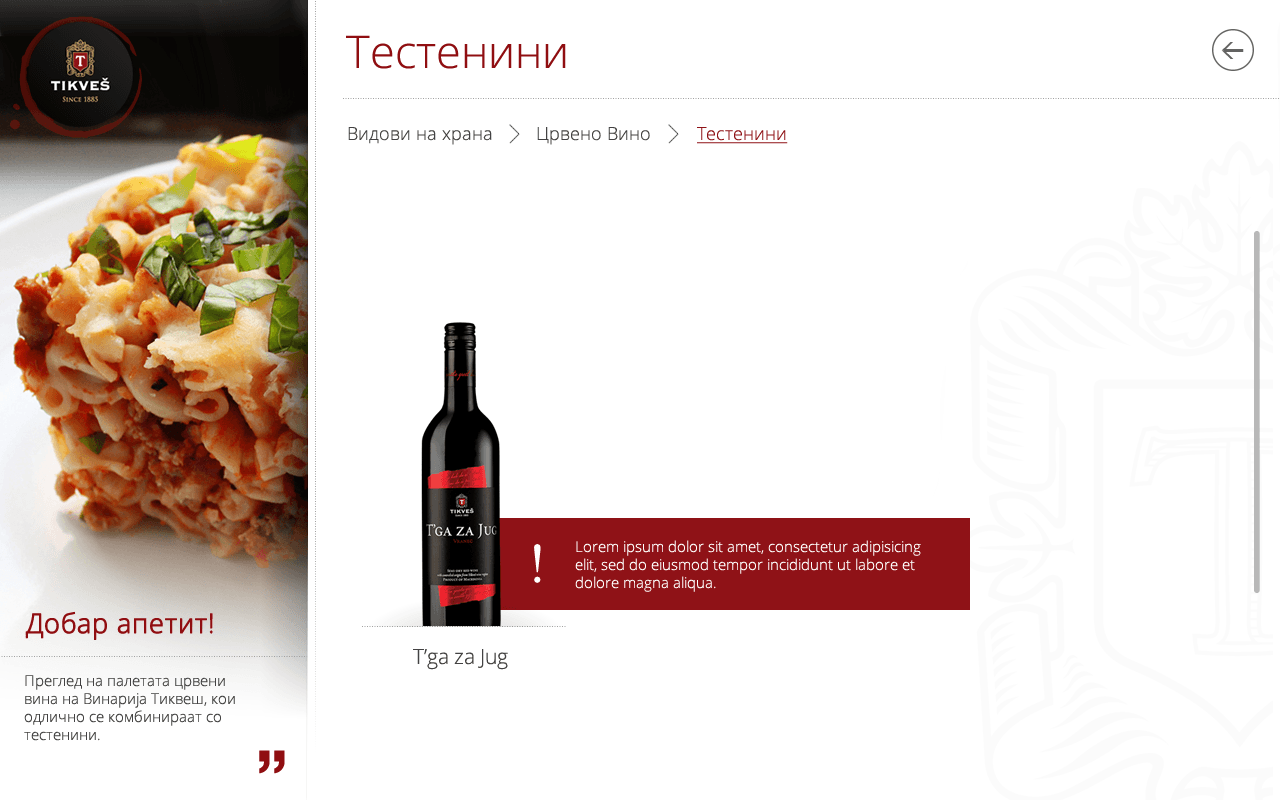 TIKVEŠ
SINCE 1885
Тестенини
Видови на храна
Црвено Вино
Тестенини
TIKVEŠ
T'GA ZA JUG
Lorem ipsum dolor sit amet, consectetur adipisicing
elit, sed do eiusmod tempor incididunt ut labore et
dolore magna aliqua.
T’ga za Jug
Добар апетит!
Преглед на палетата црвени
вина на Винарија Тиквеш, кои
одлично се комбинираат со
тестенини.